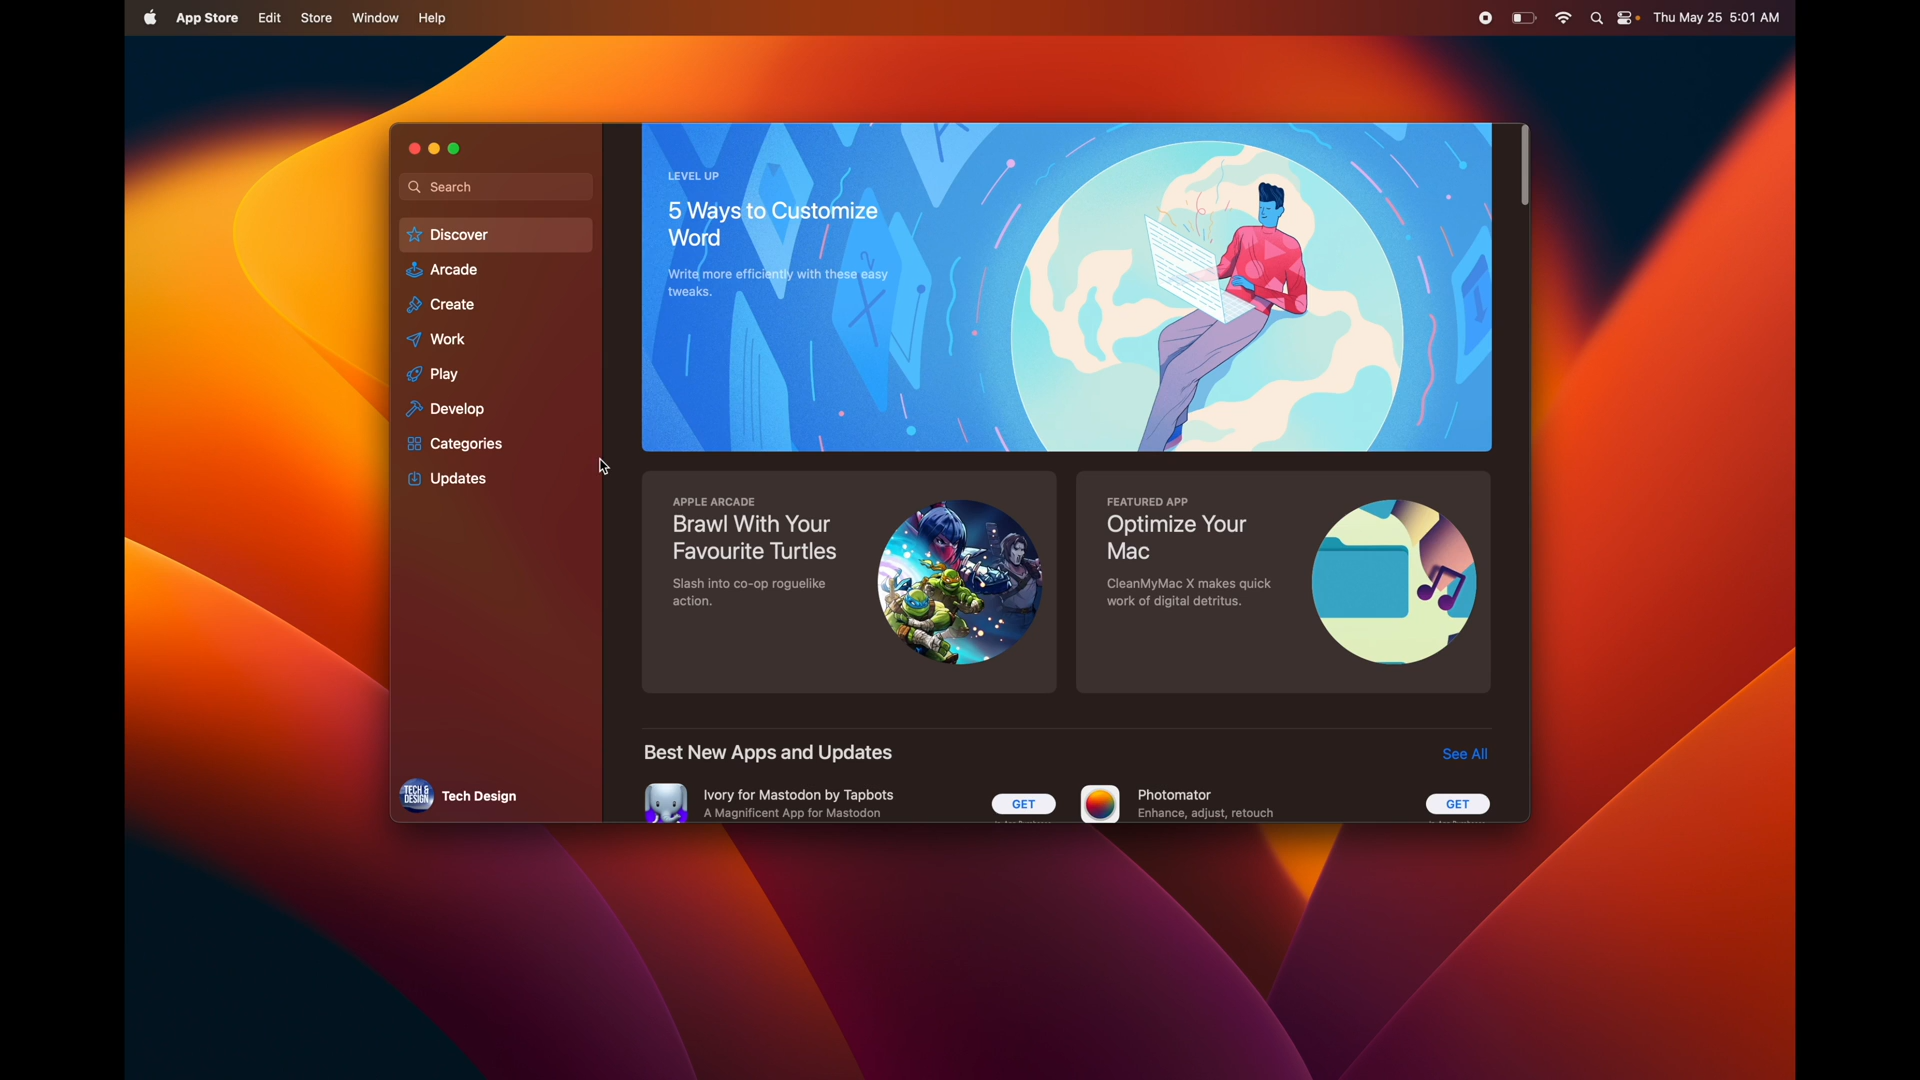 App Store Edit Store Window Help
Thu May 25 5:01 AM
Search
Discover
Arcade
Create
Work
Play
Develop
Categories
Updates
TECH &
DESIGN
Tech Design
LEVEL UP
5 Ways to Customize
Word
Write more efficiently with these easy
tweaks.
APPLE ARCADE
Brawl With Your
Favourite Turtles
Slash into co-op roguelike
action.
FEATURED APP
Optimize Your
Mac
CleanMyMac X makes quick
work of digital detritus.
Best New Apps and Updates
See All
Ivory for Mastodon by Tapbots
A Magnificent App for Mastodon
GET
Photomator
Enhance, adjust, retouch
GET